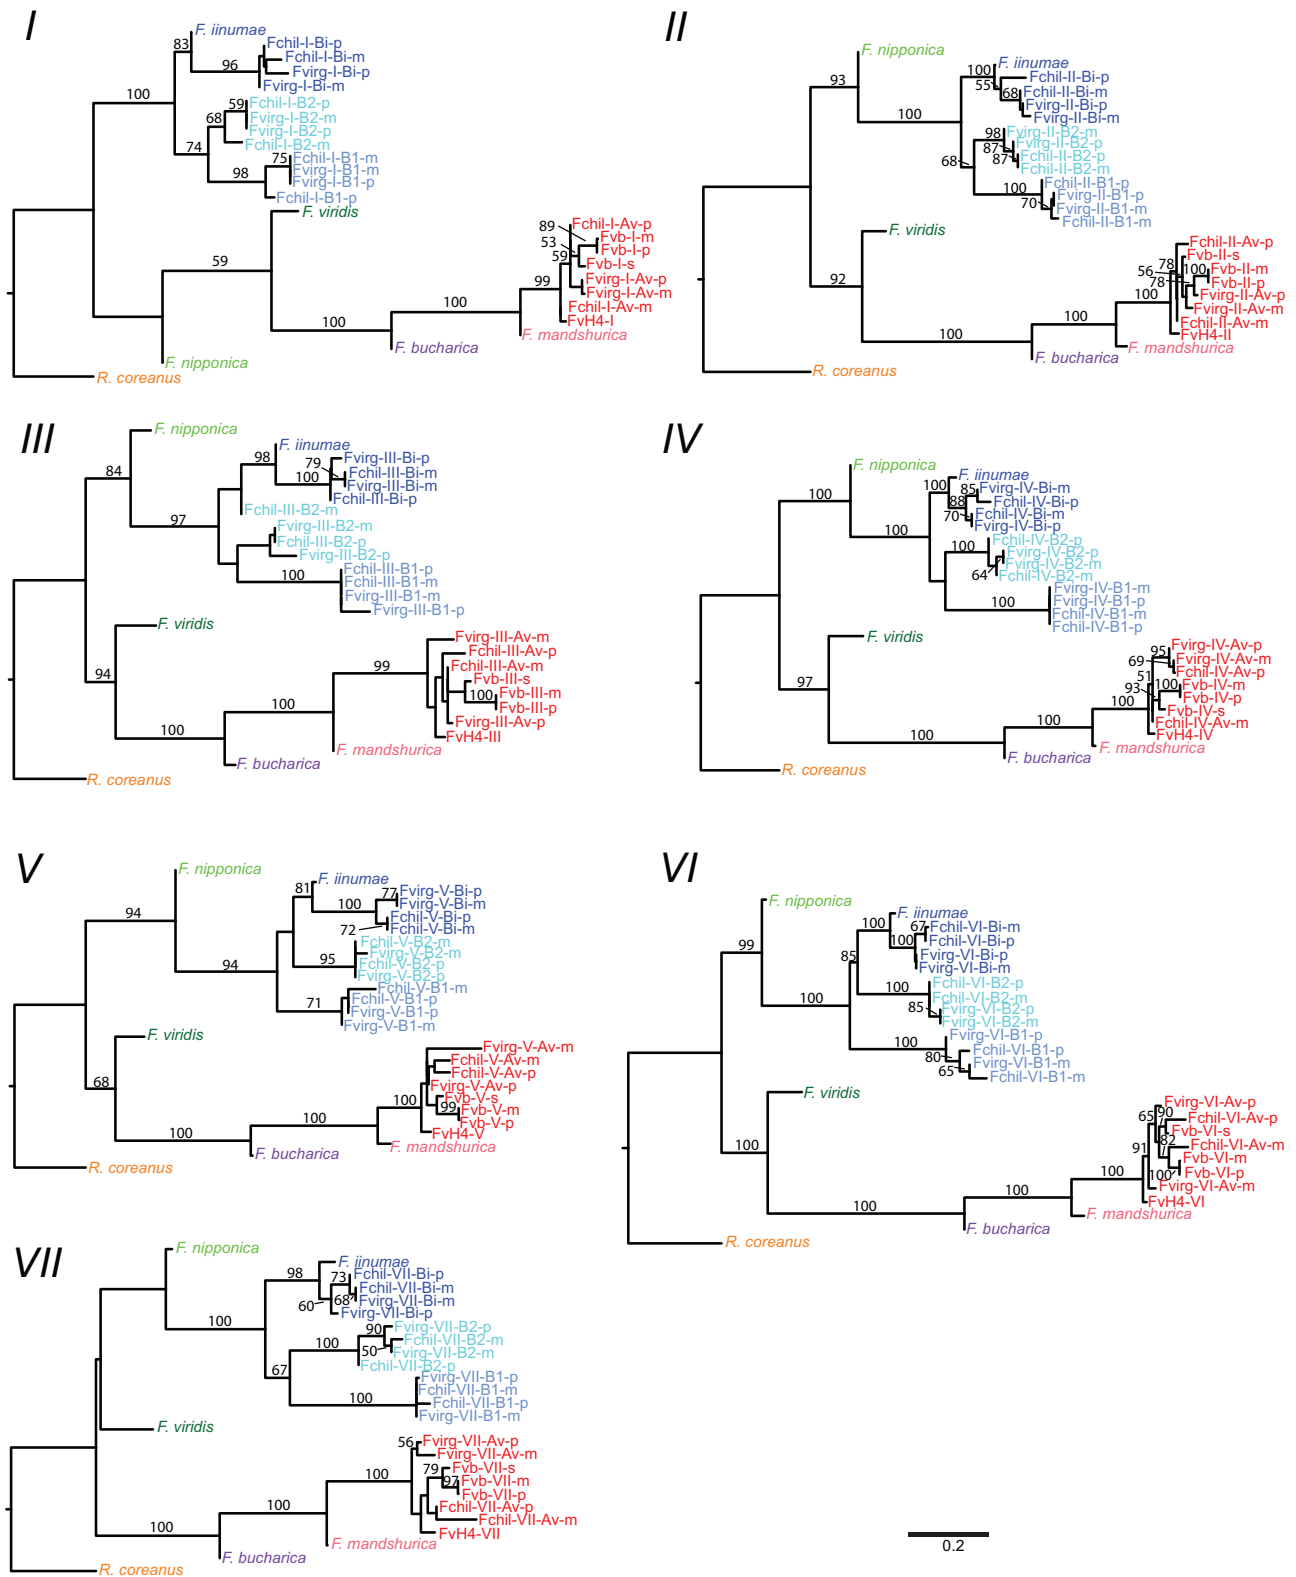 I
F. iinumae
83
Fchil-I-Bi-p
Fchil-I-Bi-m
96
Fvirg-I-Bi-p
Fvirg-I-Bi-m
100
59
Fchil-I-B2-p
Fvirg-I-B2-m
68
Fvirg-I-B2-p
Fchil-I-B2-m
74
75
Fchil-I-B1-m
Fvirg-I-B1-m
98
Fvirg-I-B1-p
Fchil-I-B1-p
F. viridis
89
Fchil-I-Av-p
53
Fvb-I-m
Fvb-I-p
59
59
Fvb-I-s
99
Fvirg-I-Av-p
Fvirg-I-Av-m
100
Fchil-I-Av-m
100
FvH4-I
F. mandshurica
F. bucharica
F. nipponica
R. coreanus
II
F. nipponica
F. iinumae
100
Fchil-II-Bi-p
93
55
68
Fchil-II-Bi-m
Fvirg-II-Bi-p
100
Fvirg-II-Bi-m
98
Fvirg-II-B2-m
Fvirg-II-B2-p
87
Fchil-II-B2-p
87
Fchil-II-B2-m
68
Fchil-II-B1-p
100
Fvirg-II-B1-p
70
Fvirg-II-B1-m
Fchil-II-B1-m
F. viridis
Fchil-II-Av-p
78
Fvb-II-s
56
100
Fvb-II-m
92
78
Fvb-II-p
100
Fvirg-II-Av-p
Fvirg-II-Av-m
100
Fchil-II-Av-m
100
FvH4-II
F. mandshurica
F. bucharica
R. coreanus
III
F. nipponica
F. iinumae
98
79
Fvirg-III-Bi-p
84
100
Fchil-III-Bi-m
Fvirg-III-Bi-m
Fchil-III-Bi-p
Fchil-III-B2-m
97
Fvirg-III-B2-m
Fchil-III-B2-p
Fvirg-III-B2-p
Fchil-III-B1-p
100
Fchil-III-B1-m
Fvirg-III-B1-m
Fvirg-III-B1-p
F. viridis
Fvirg-III-Av-m
Fchil-III-Av-p
94
99
Fchil-III-Av-m
Fvb-III-s
100
Fvb-III-m
Fvb-III-p
100
Fvirg-III-Av-p
100
FvH4-III
F. mandshurica
F. bucharica
R. coreanus
IV
F. nipponica
F. iinumae
100
85
Fvirg-IV-Bi-m
100
88
Fchil-IV-Bi-p
70
Fchil-IV-Bi-m
Fvirg-IV-Bi-p
100
Fchil-IV-B2-p
100
Fvirg-IV-B2-p
Fvirg-IV-B2-m
64
Fchil-IV-B2-m
Fvirg-IV-B1-m
100
Fvirg-IV-B1-p
Fchil-IV-B1-m
Fchil-IV-B1-p
F. viridis
95
Fvirg-IV-Av-p
69
Fvirg-IV-Av-m
51
Fchil-IV-Av-p
97
93
100
Fvb-IV-m
Fvb-IV-p
100
Fvb-IV-s
100
Fchil-IV-Av-m
100
FvH4-IV
F. mandshurica
F. bucharica
R. coreanus
V
F. nipponica
F. iinumae
81
77
Fvirg-V-Bi-p
94
100
Fvirg-V-Bi-m
72
Fchil-V-Bi-p
Fchil-V-Bi-m
Fchil-V-B2-m
94
95
Fvirg-V-B2-m
Fchil-V-B2-p
Fvirg-V-B2-p
Fchil-V-B1-m
71
Fchil-V-B1-p
Fvirg-V-B1-p
Fvirg-V-B1-m
F. viridis
Fvirg-V-Av-m
Fchil-V-Av-m
Fchil-V-Av-p
68
Fvirg-V-Av-p
100
Fvb-V-s
99
Fvb-V-m
100
Fvb-V-p
100
FvH4-V
F. mandshurica
F. bucharica
R. coreanus
VI
F. nipponica
F. iinumae
100
67
Fchil-VI-Bi-m
99
85
100
Fchil-VI-Bi-p
Fvirg-VI-Bi-p
Fvirg-VI-Bi-m
100
100
Fchil-VI-B2-p
Fchil-VI-B2-m
85
Fvirg-VI-B2-p
Fvirg-VI-B2-m
100
Fvirg-VI-B1-p
80
Fchil-VI-B1-p
65
Fvirg-VI-B1-m
Fchil-VI-B1-m
F. viridis
Fvirg-VI-Av-p
65
90
Fchil-VI-Av-p
Fvb-VI-s
100
91
82
Fchil-VI-Av-m
Fvb-VI-m
100
100
Fvb-VI-p
Fvirg-VI-Av-m
100
100
FvH4-VI
F. mandshurica
F. bucharica
R. coreanus
VII
F. nipponica
F. iinumae
98
73
Fchil-VII-Bi-p
Fchil-VII-Bi-m
60
68
Fvirg-VII-Bi-m
Fvirg-VII-Bi-p
100
90
Fvirg-VII-B2-p
100
Fchil-VII-B2-m
50
Fvirg-VII-B2-m
67
Fchil-VII-B2-p
Fvirg-VII-B1-p
100
Fchil-VII-B1-m
Fchil-VII-B1-p
Fvirg-VII-B1-m
F. viridis
56
Fvirg-VII-Av-p
Fvirg-VII-Av-m
100
79
Fvb-VII-s
97
Fvb-VII-m
Fvb-VII-p
100
Fchil-VII-Av-p
Fchil-VII-Av-m
100
FvH4-VII
F. mandshurica
F. bucharica
R. coreanus
0.2